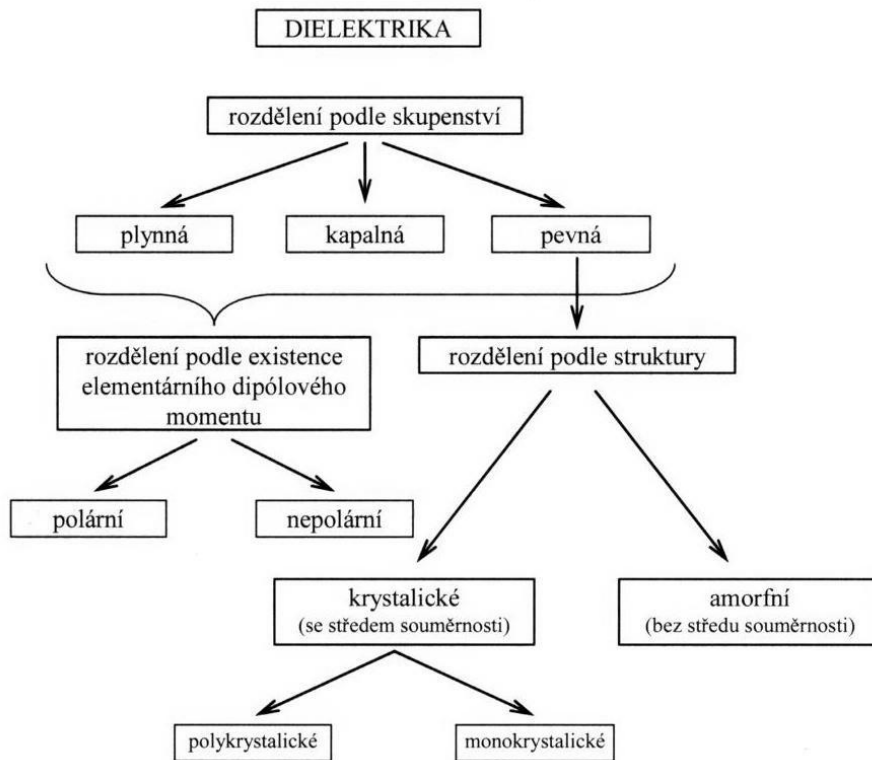 DIELEKTRIKA
rozdělení podle skupenství
plynná
kapalná
pevná
rozdělení podle existence
elementárního dipólového
momentu
rozdělení podle struktury
polární
nepolární
krystalické
(se středem souměrnosti)
amorfní
(bez středu souměrnosti)
polykrystalické
monokrystalické